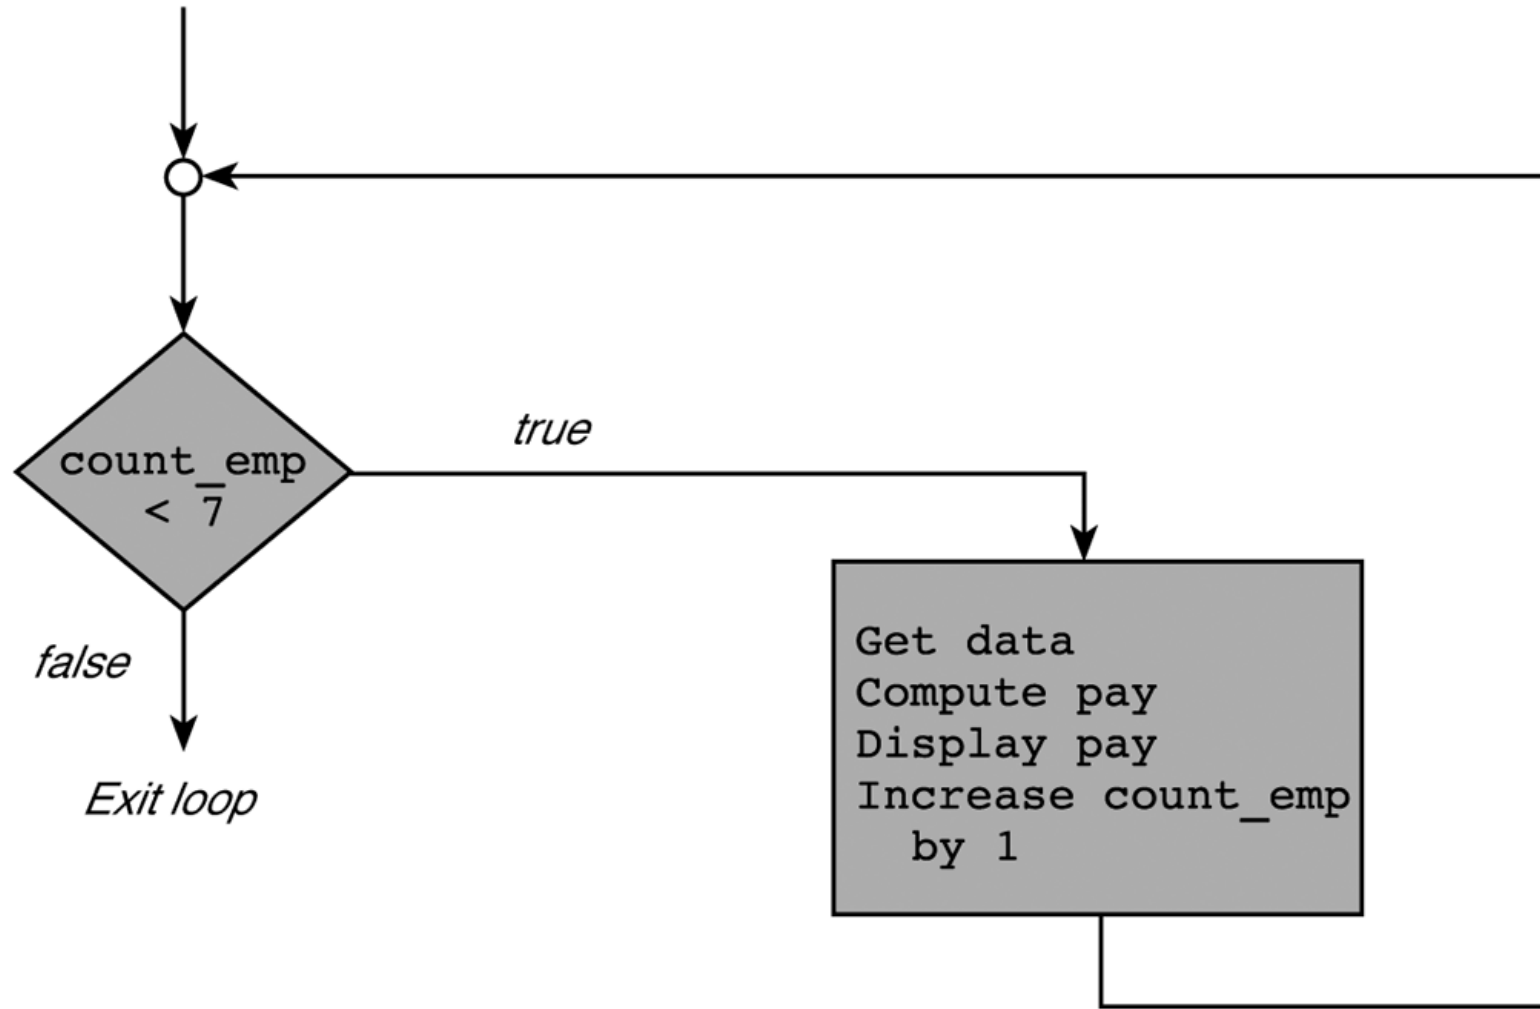 true
count_emp
< 7
false
Exit loop
Get data
Compute pay
Display pay
Increase count_emp
by 1